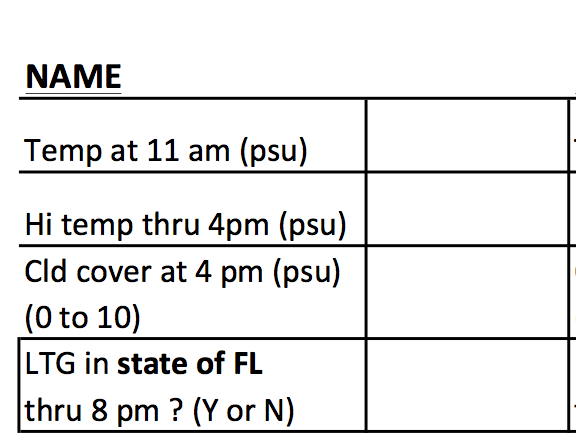 NAME
Temp at 11 am (psu)
Hi temp thru 4pm (psu)
Cld cover at 4 pm (psu)
(0 to 10)
LTG in state of FL
thru 8 pm ? (Y or N)